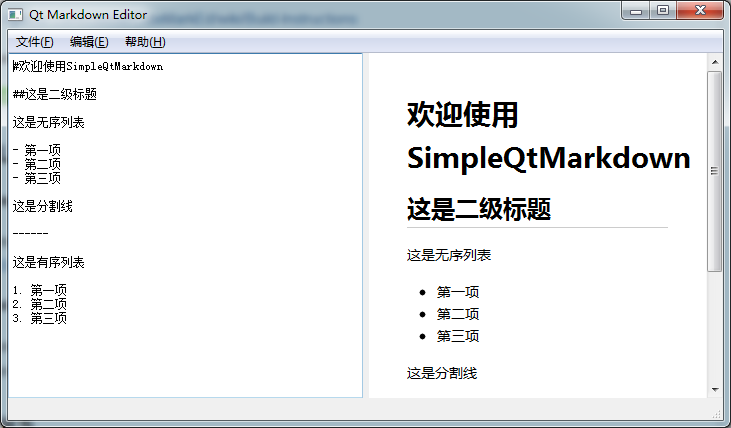 Qt Markdown Editor
文件(F) 编辑(E) 帮助(H)
#欢迎使用SimpleQtMarkdown
##这是二级标题
这是无序列表
- 第一项
- 第二项
- 第三项
这是分割线
------
这是有序列表
1. 第一项
2. 第二项
3. 第三项
欢迎使用
SimpleQtMarkdown
这是二级标题
这是无序列表
• 第一项
• 第二项
• 第三项
这是分割线